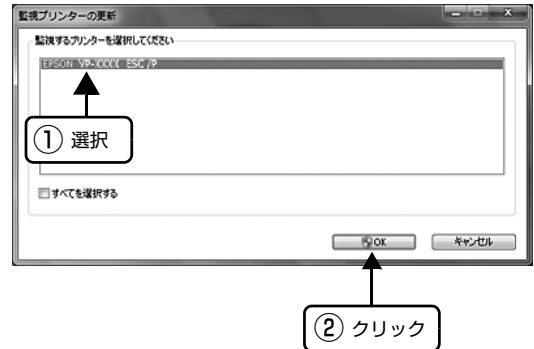 監視プリンターの更新
監視するプリンターを選択してください
EPSON VP-XXXX ESC/P
① 選択
すべてを選択する
OK
キャンセル
② クリック